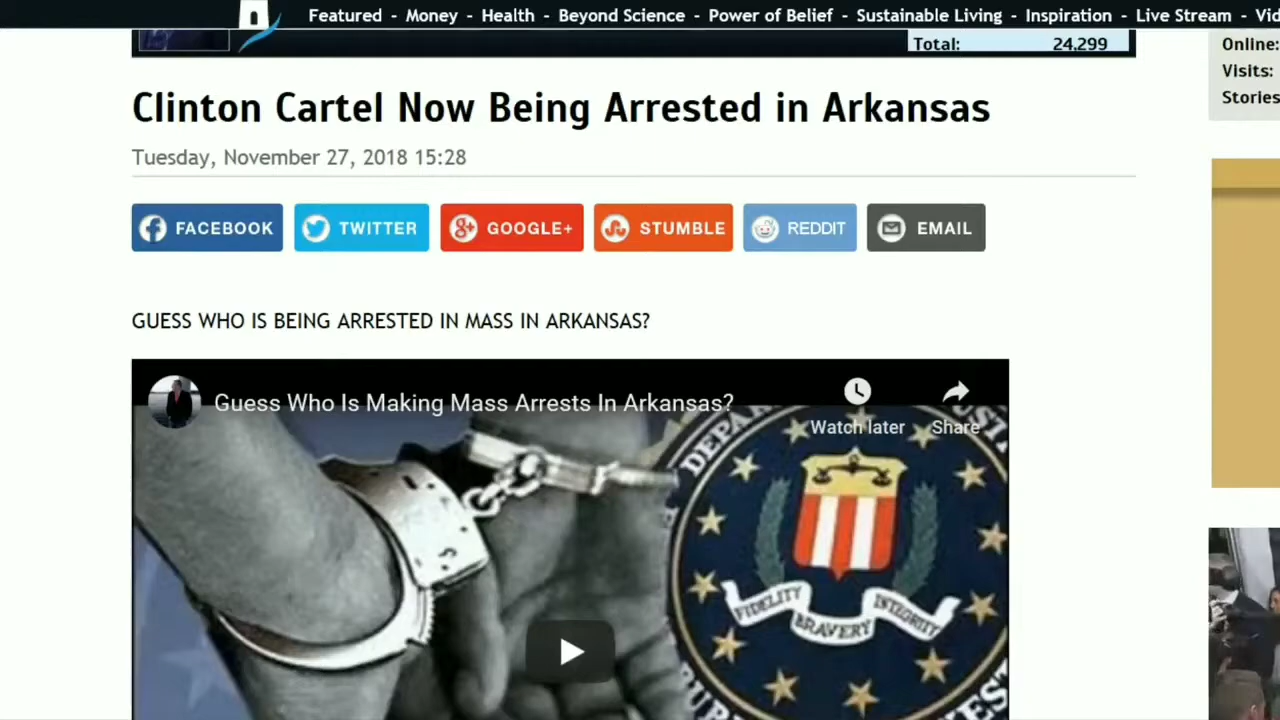 Featured - Money - Health - Beyond Science - Power of Belief - Sustainable Living - Inspiration - Live Stream -
Total: 24,299
Online:
Visits:
Stories
Clinton Cartel Now Being Arrested in Arkansas
Tuesday, November 27, 2018 15:28
FACEBOOK TWITTER GOOGLE+ STUMBLE REDDIT EMAIL
GUESS WHO IS BEING ARRESTED IN MASS IN ARKANSAS?
Guess Who Is Making Mass Arrests In Arkansas?
Watch later Share
DEPA
FIDELITY
BRAVERY
INTEGRITY